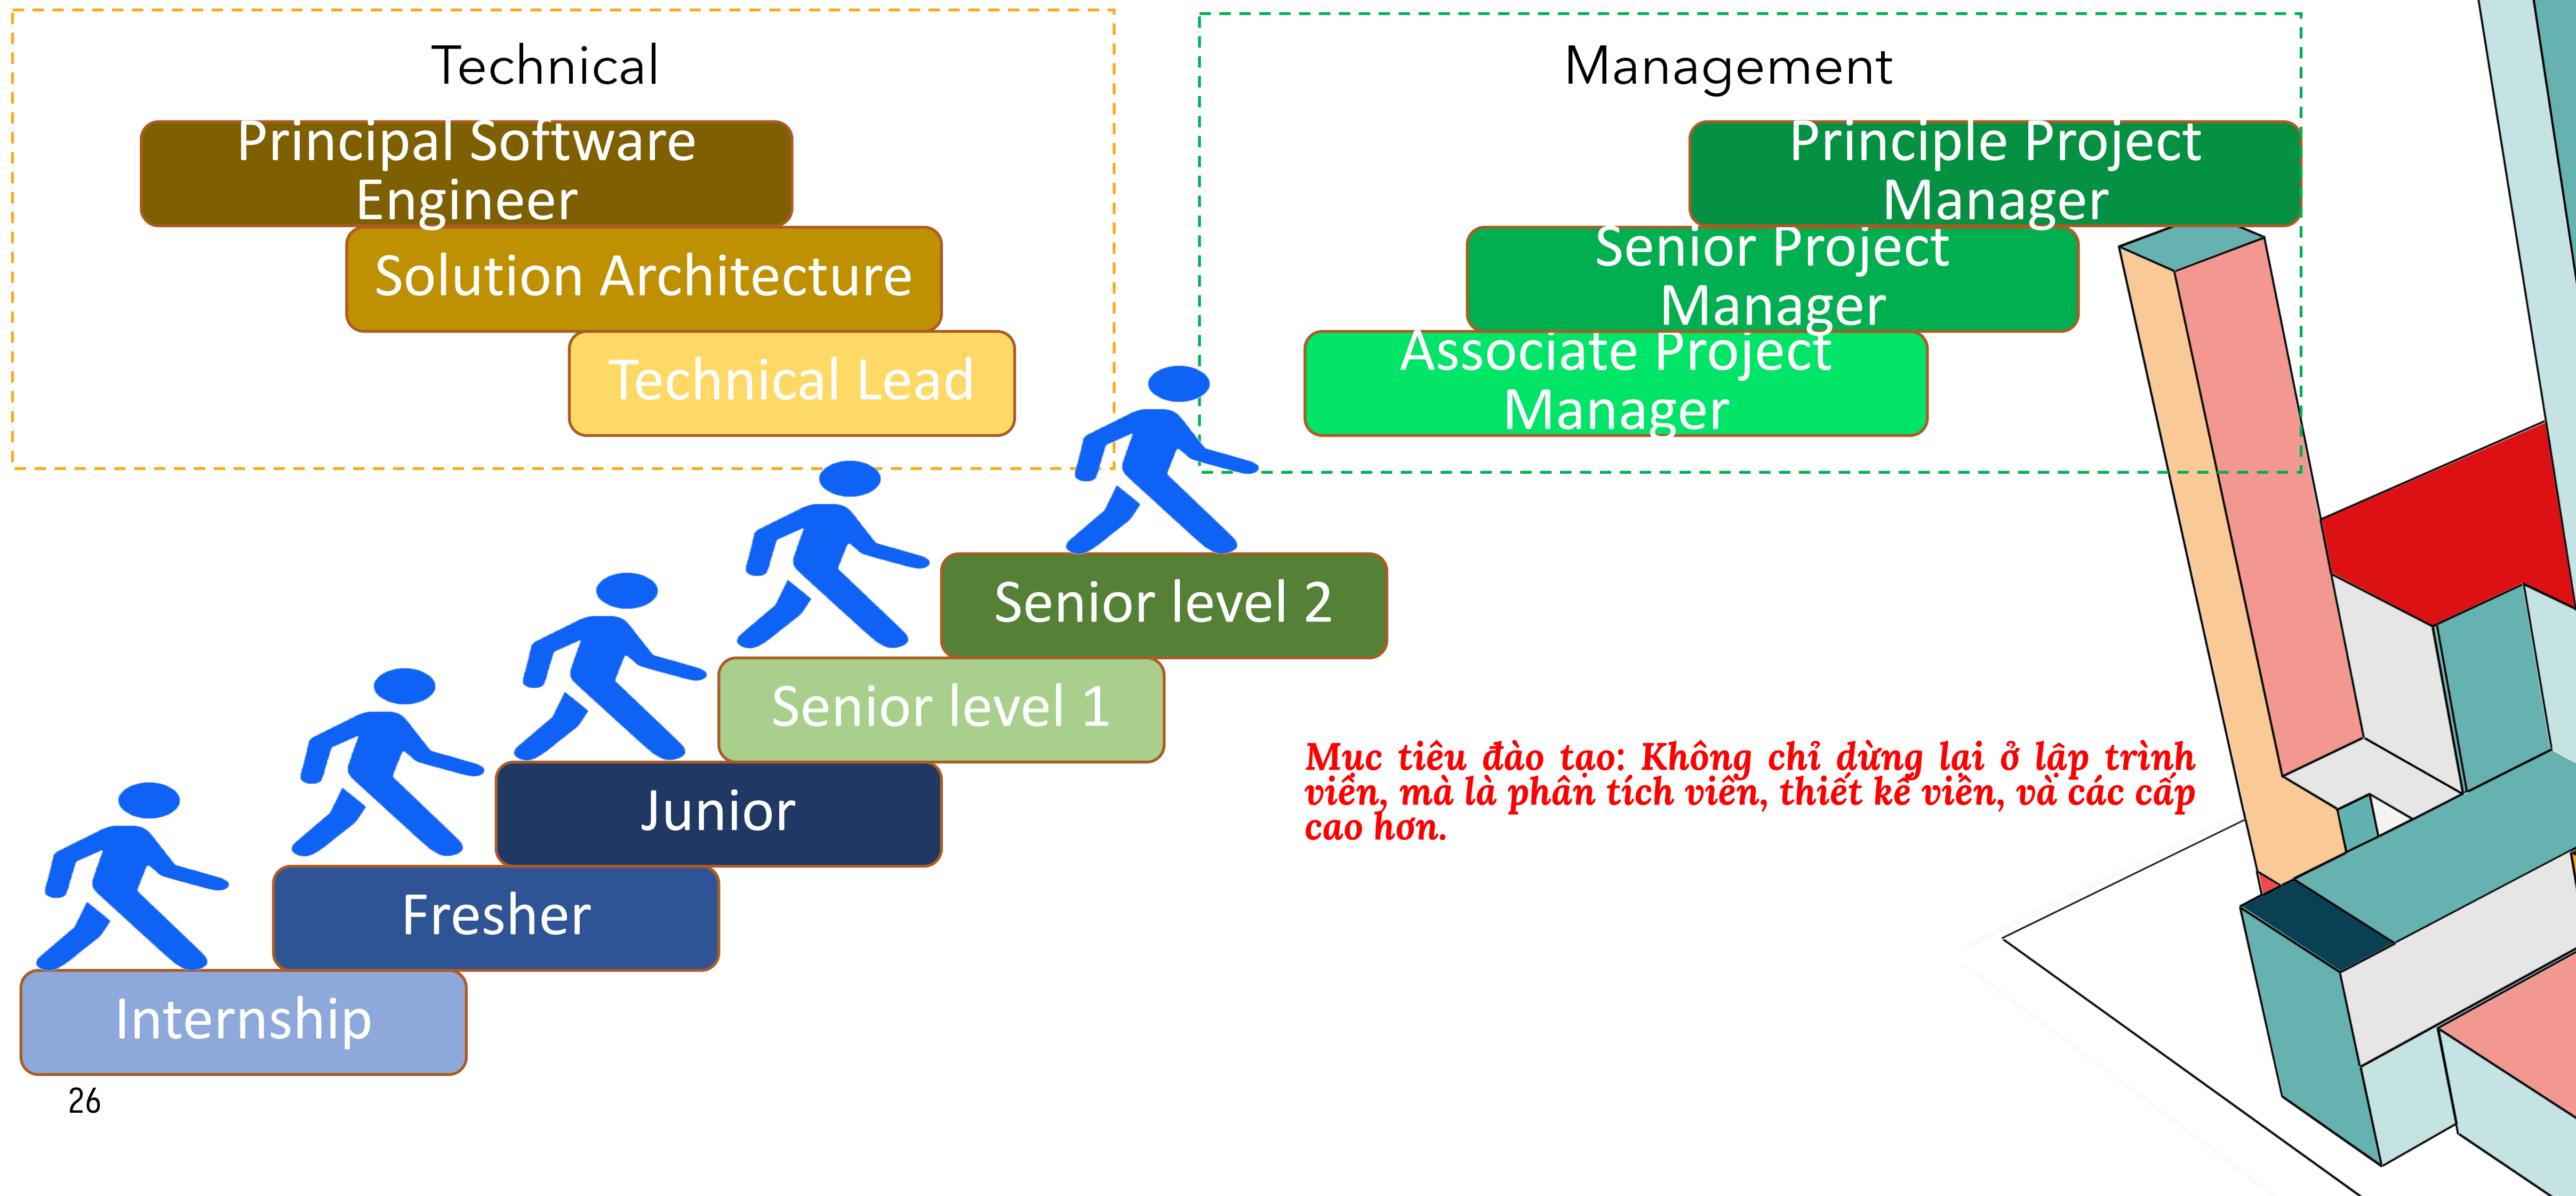 Technical
Principal Software
Engineer
Solution Architecture
Technical Lead
Management
Principle Project
Manager
Senior Project
Manager
Associate Project
Manager
Senior level 2
Senior level 1
Junior
Fresher
Internship
Mục tiêu đào tạo: Không chỉ dừng lại ở lập trình
viên, mà là phân tích viên, thiết kế viên, và các cấp
cao hơn.
26